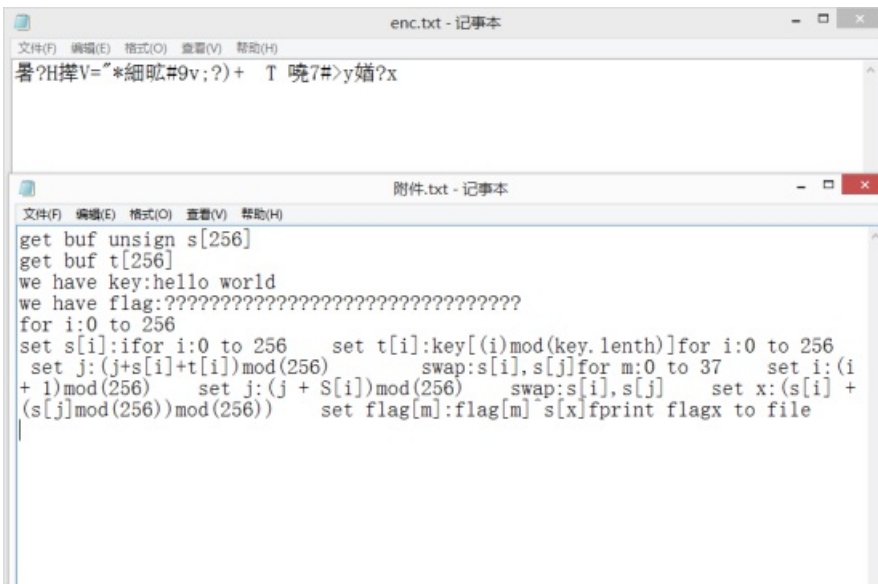 enc.txt - 记事本
文件(F) 编辑(E) 格式(O) 查看(V) 帮助(H)
暑?H撵V="*細昿#9v;?)+ T 哓7#>y媨?x
附件.txt - 记事本
文件(F) 编辑(E) 格式(O) 查看(V) 帮助(H)
get buf unsign s[256]
get buf t[256]
we have key:hello world
we have flag:????????????????????????????????
for i:0 to 256
set s[i]:ifor i:0 to 256    set t[i]:key[(i)mod(key.lenth)]for i:0 to 256
set j:(j+s[i]+t[i])mod(256)        swap:s[i],s[j]for m:0 to 37    set i:(i
+ 1)mod(256)    set j:(j + S[i])mod(256)    swap:s[i],s[j]    set x:(s[i] +
(s[j]mod(256))mod(256))    set flag[m]:flag[m]^s[x]fprint flagx to file